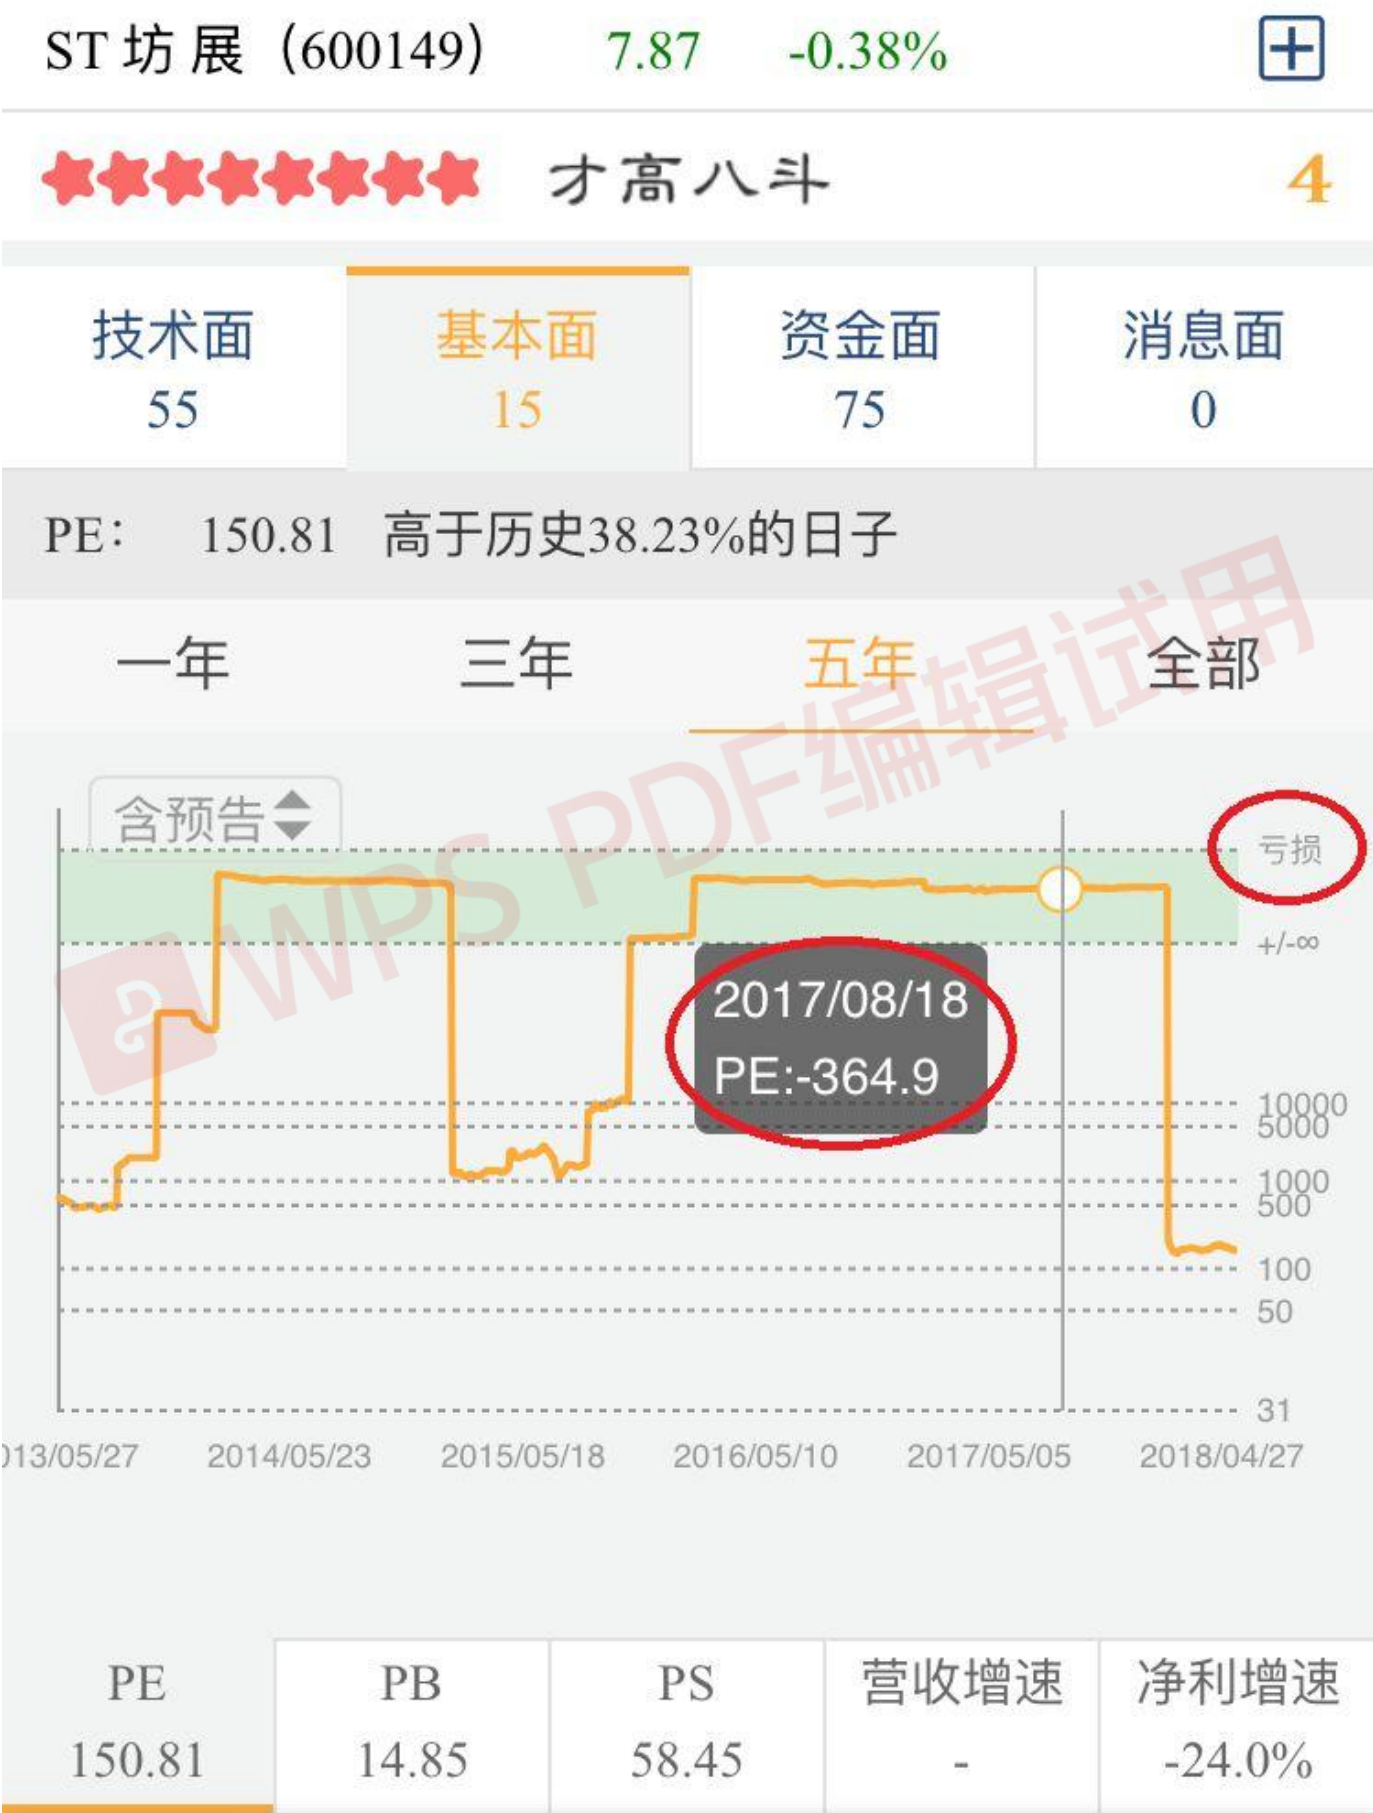 ST 坊 展（600149） 7.87 -0.38%
才高八斗 4
技术面 基本面 资金面 消息面
55 15 75 0
PE： 150.81 高于历史38.23%的日子
一年 三年 五年 全部
含预告
亏损
+/-∞
2017/08/18
PE:-364.9
10000
5000
1000
500
100
50
31
013/05/27 2014/05/23 2015/05/18 2016/05/10 2017/05/05 2018/04/27
PE PB PS 营收增速 净利增速
150.81 14.85 58.45 - -24.0%
WPS PDF编辑试用